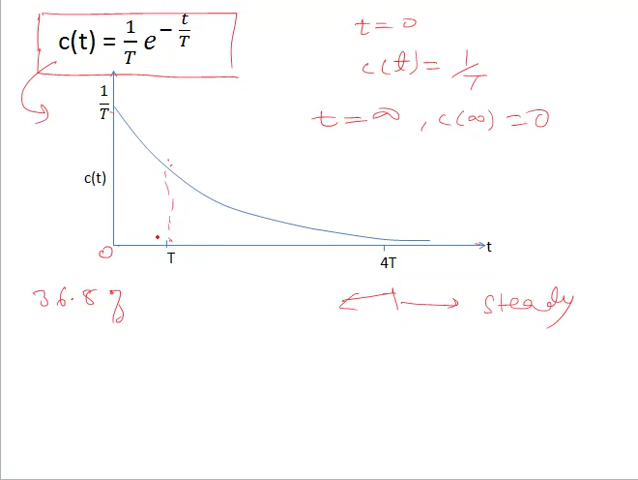 c(t) = 1/T e^{-t/T}
t = 0
c(t) = 1/T
t = ∞, c(∞) = 0
1/T
c(t)
0
T
4T
t
36.8%
steady